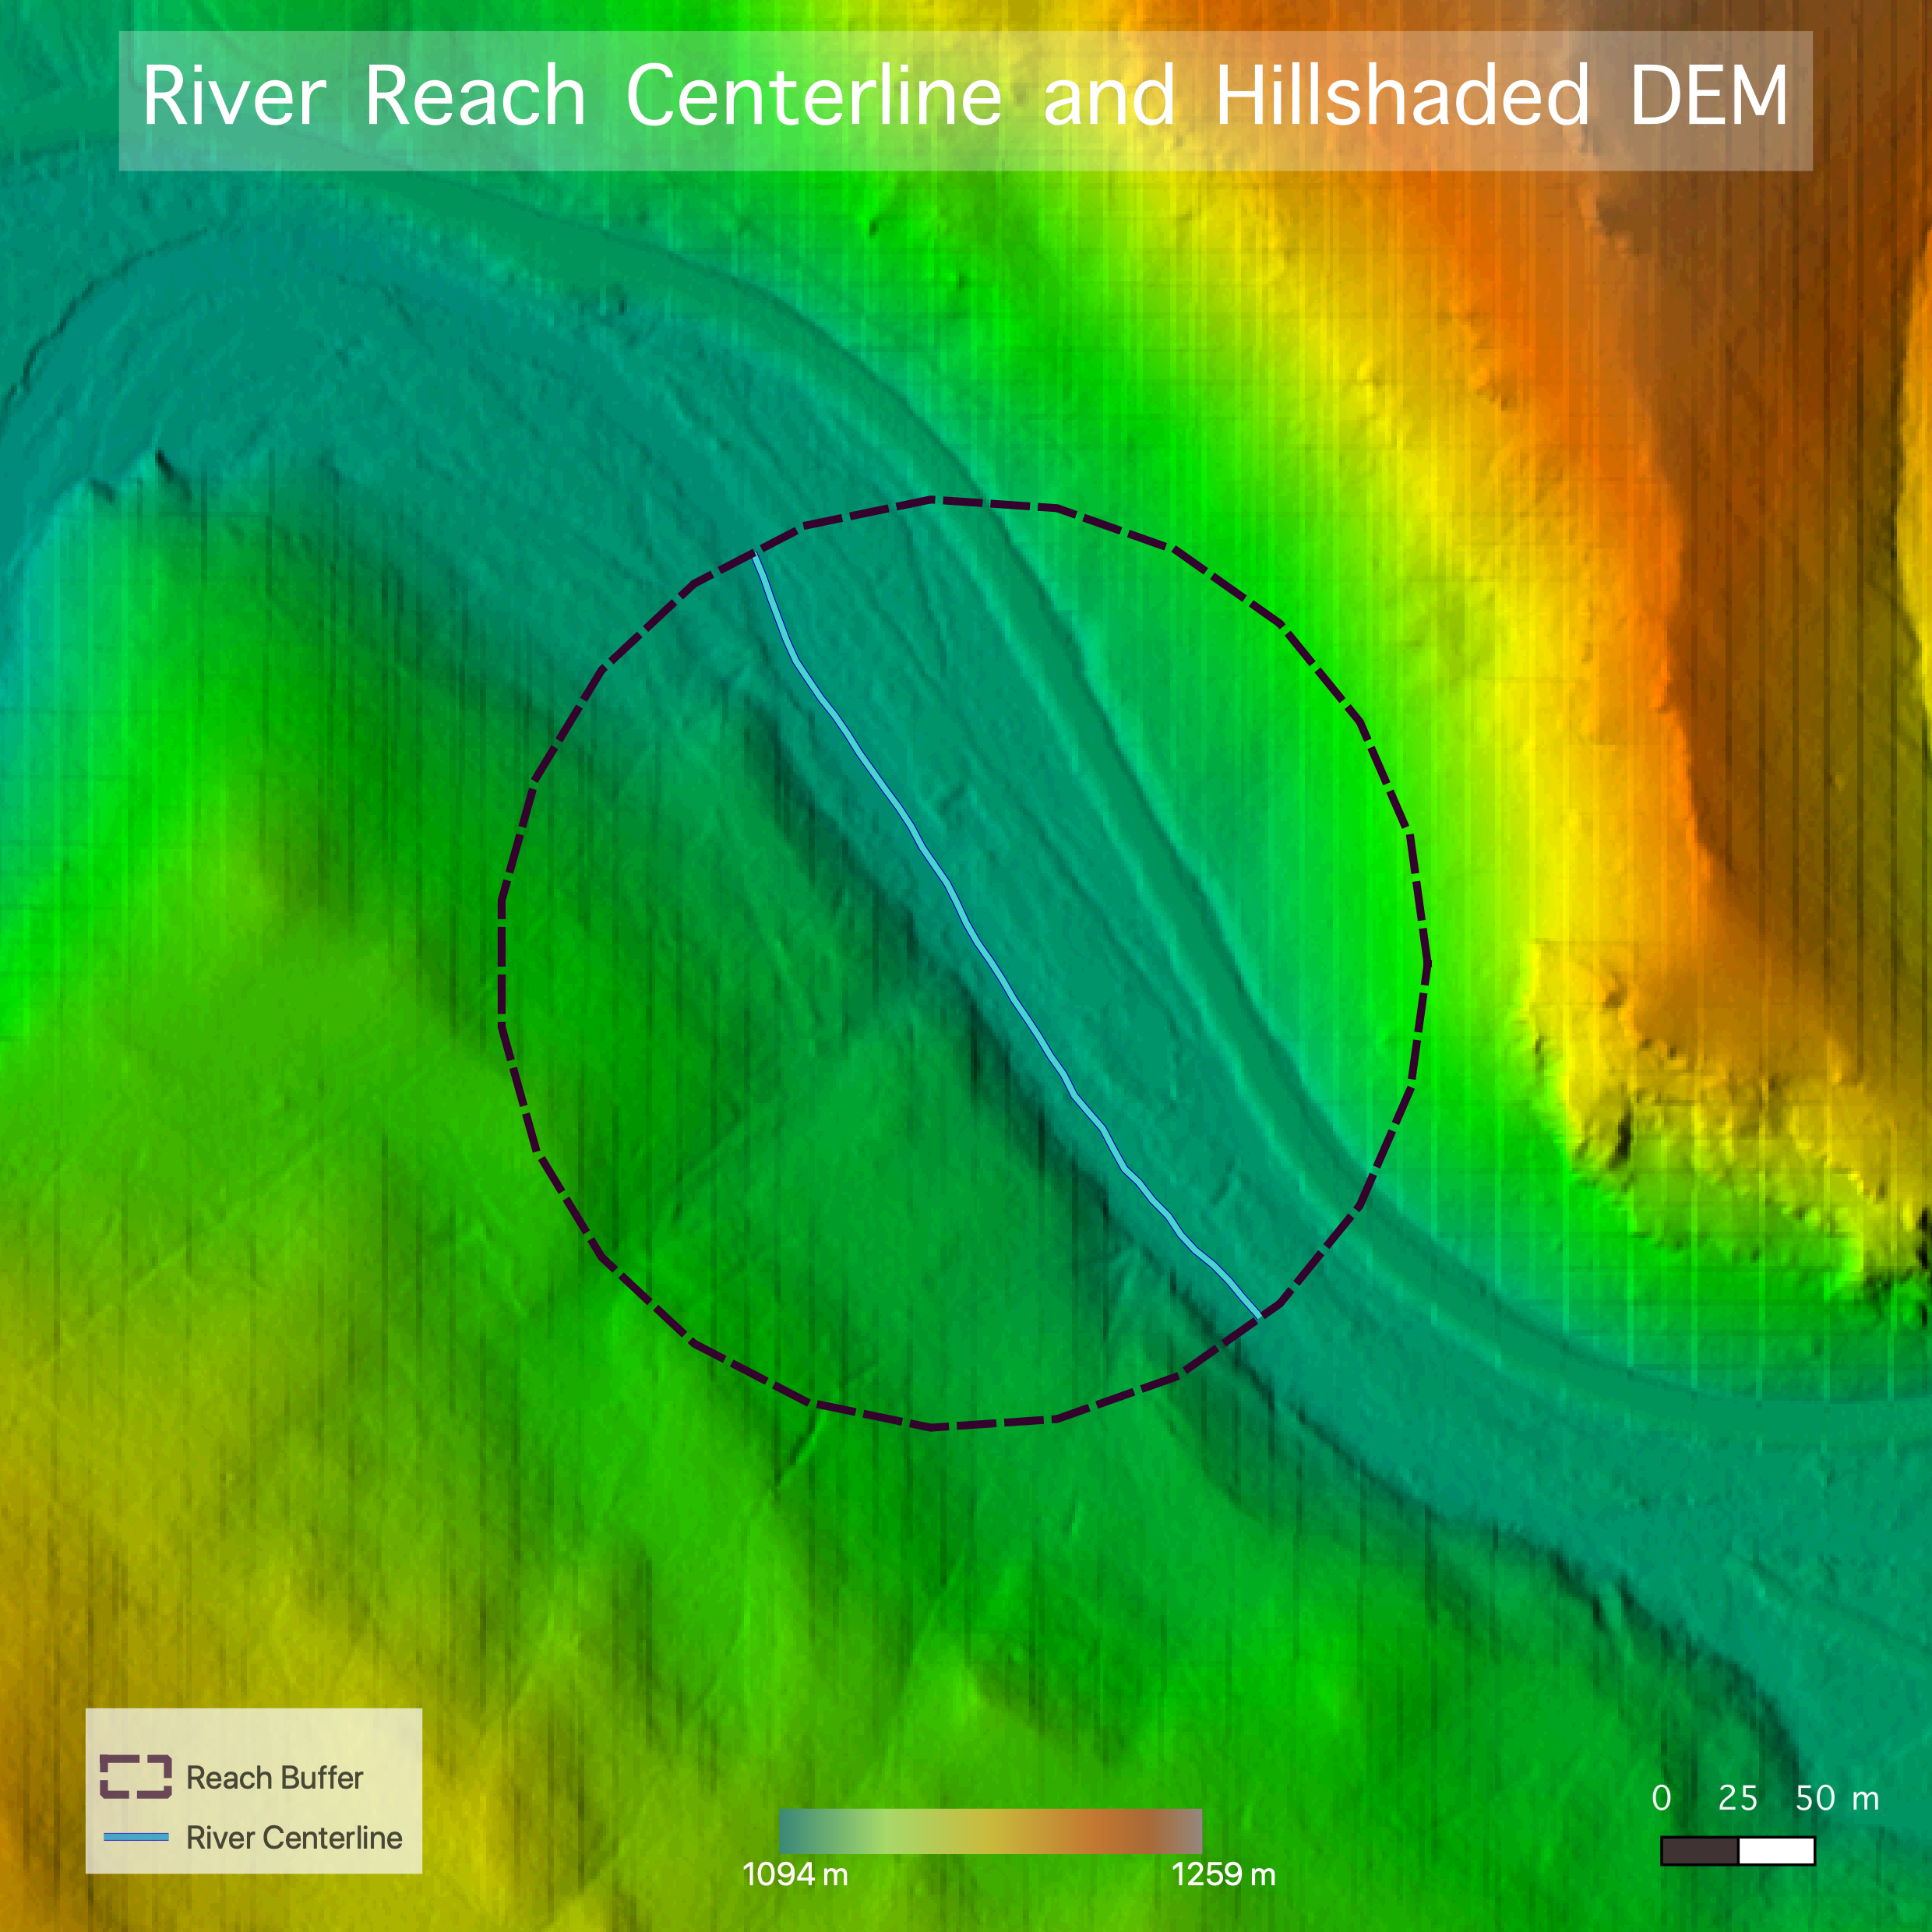 River Reach Centerline and Hillshaded DEM
Reach Buffer
River Centerline
1094 m 1259 m
0 25 50 m